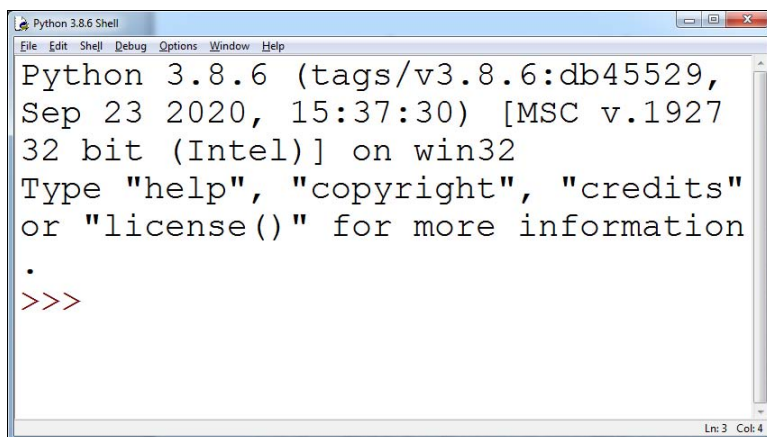 Python 3.8.6 Shell
File Edit Shell Debug Options Window Help
Python 3.8.6 (tags/v3.8.6:db45529,
Sep 23 2020, 15:37:30) [MSC v.1927
32 bit (Intel)] on win32
Type "help", "copyright", "credits"
or "license()" for more information
.
>>>
Ln: 3 Col: 4